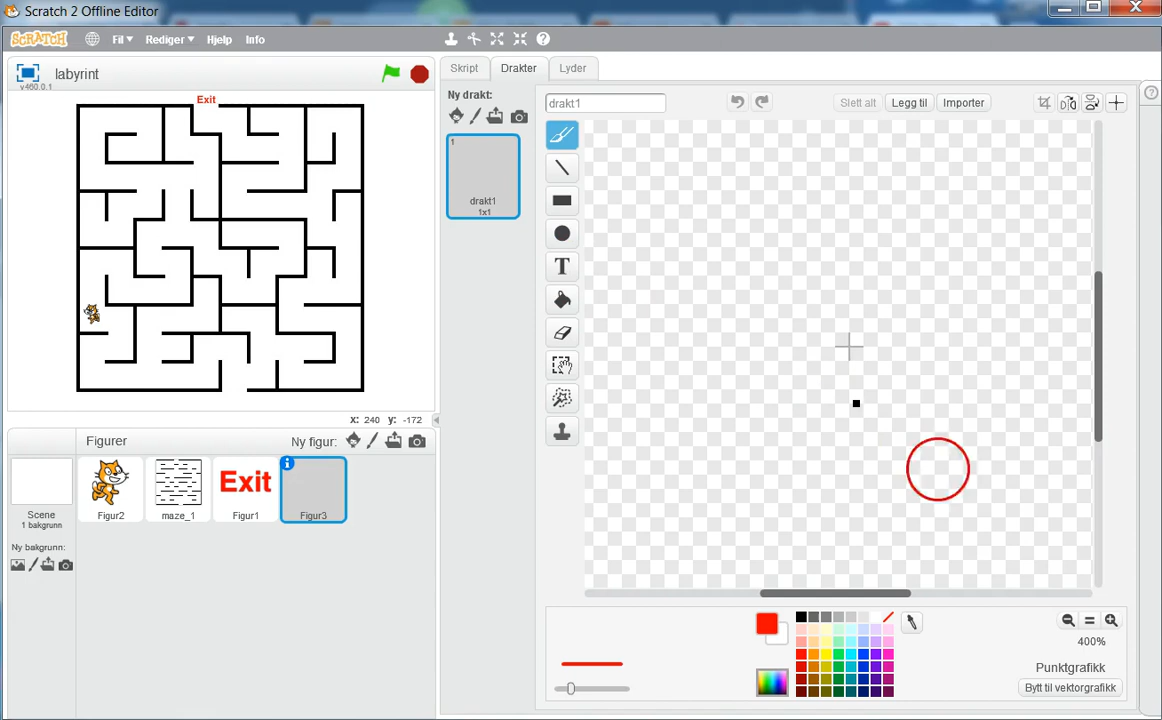 Scratch 2 Offline Editor
SCRATCH Fil▼ Rediger▼ Hjelp Info
labyrint
v460.0.1
Exit
x: 240 y: -172
Skript Drakter Lyder
Ny drakt:
1
drakt1
1x1
drakt1
Slett alt Legg til Importer
T
Figurer Ny figur:
Scene
1 bakgrunn
Ny bakgrunn:
Figur2
maze_1
Exit
Figur1
Figur3
400%
Punktgrafikk
Bytt til vektorgrafikk